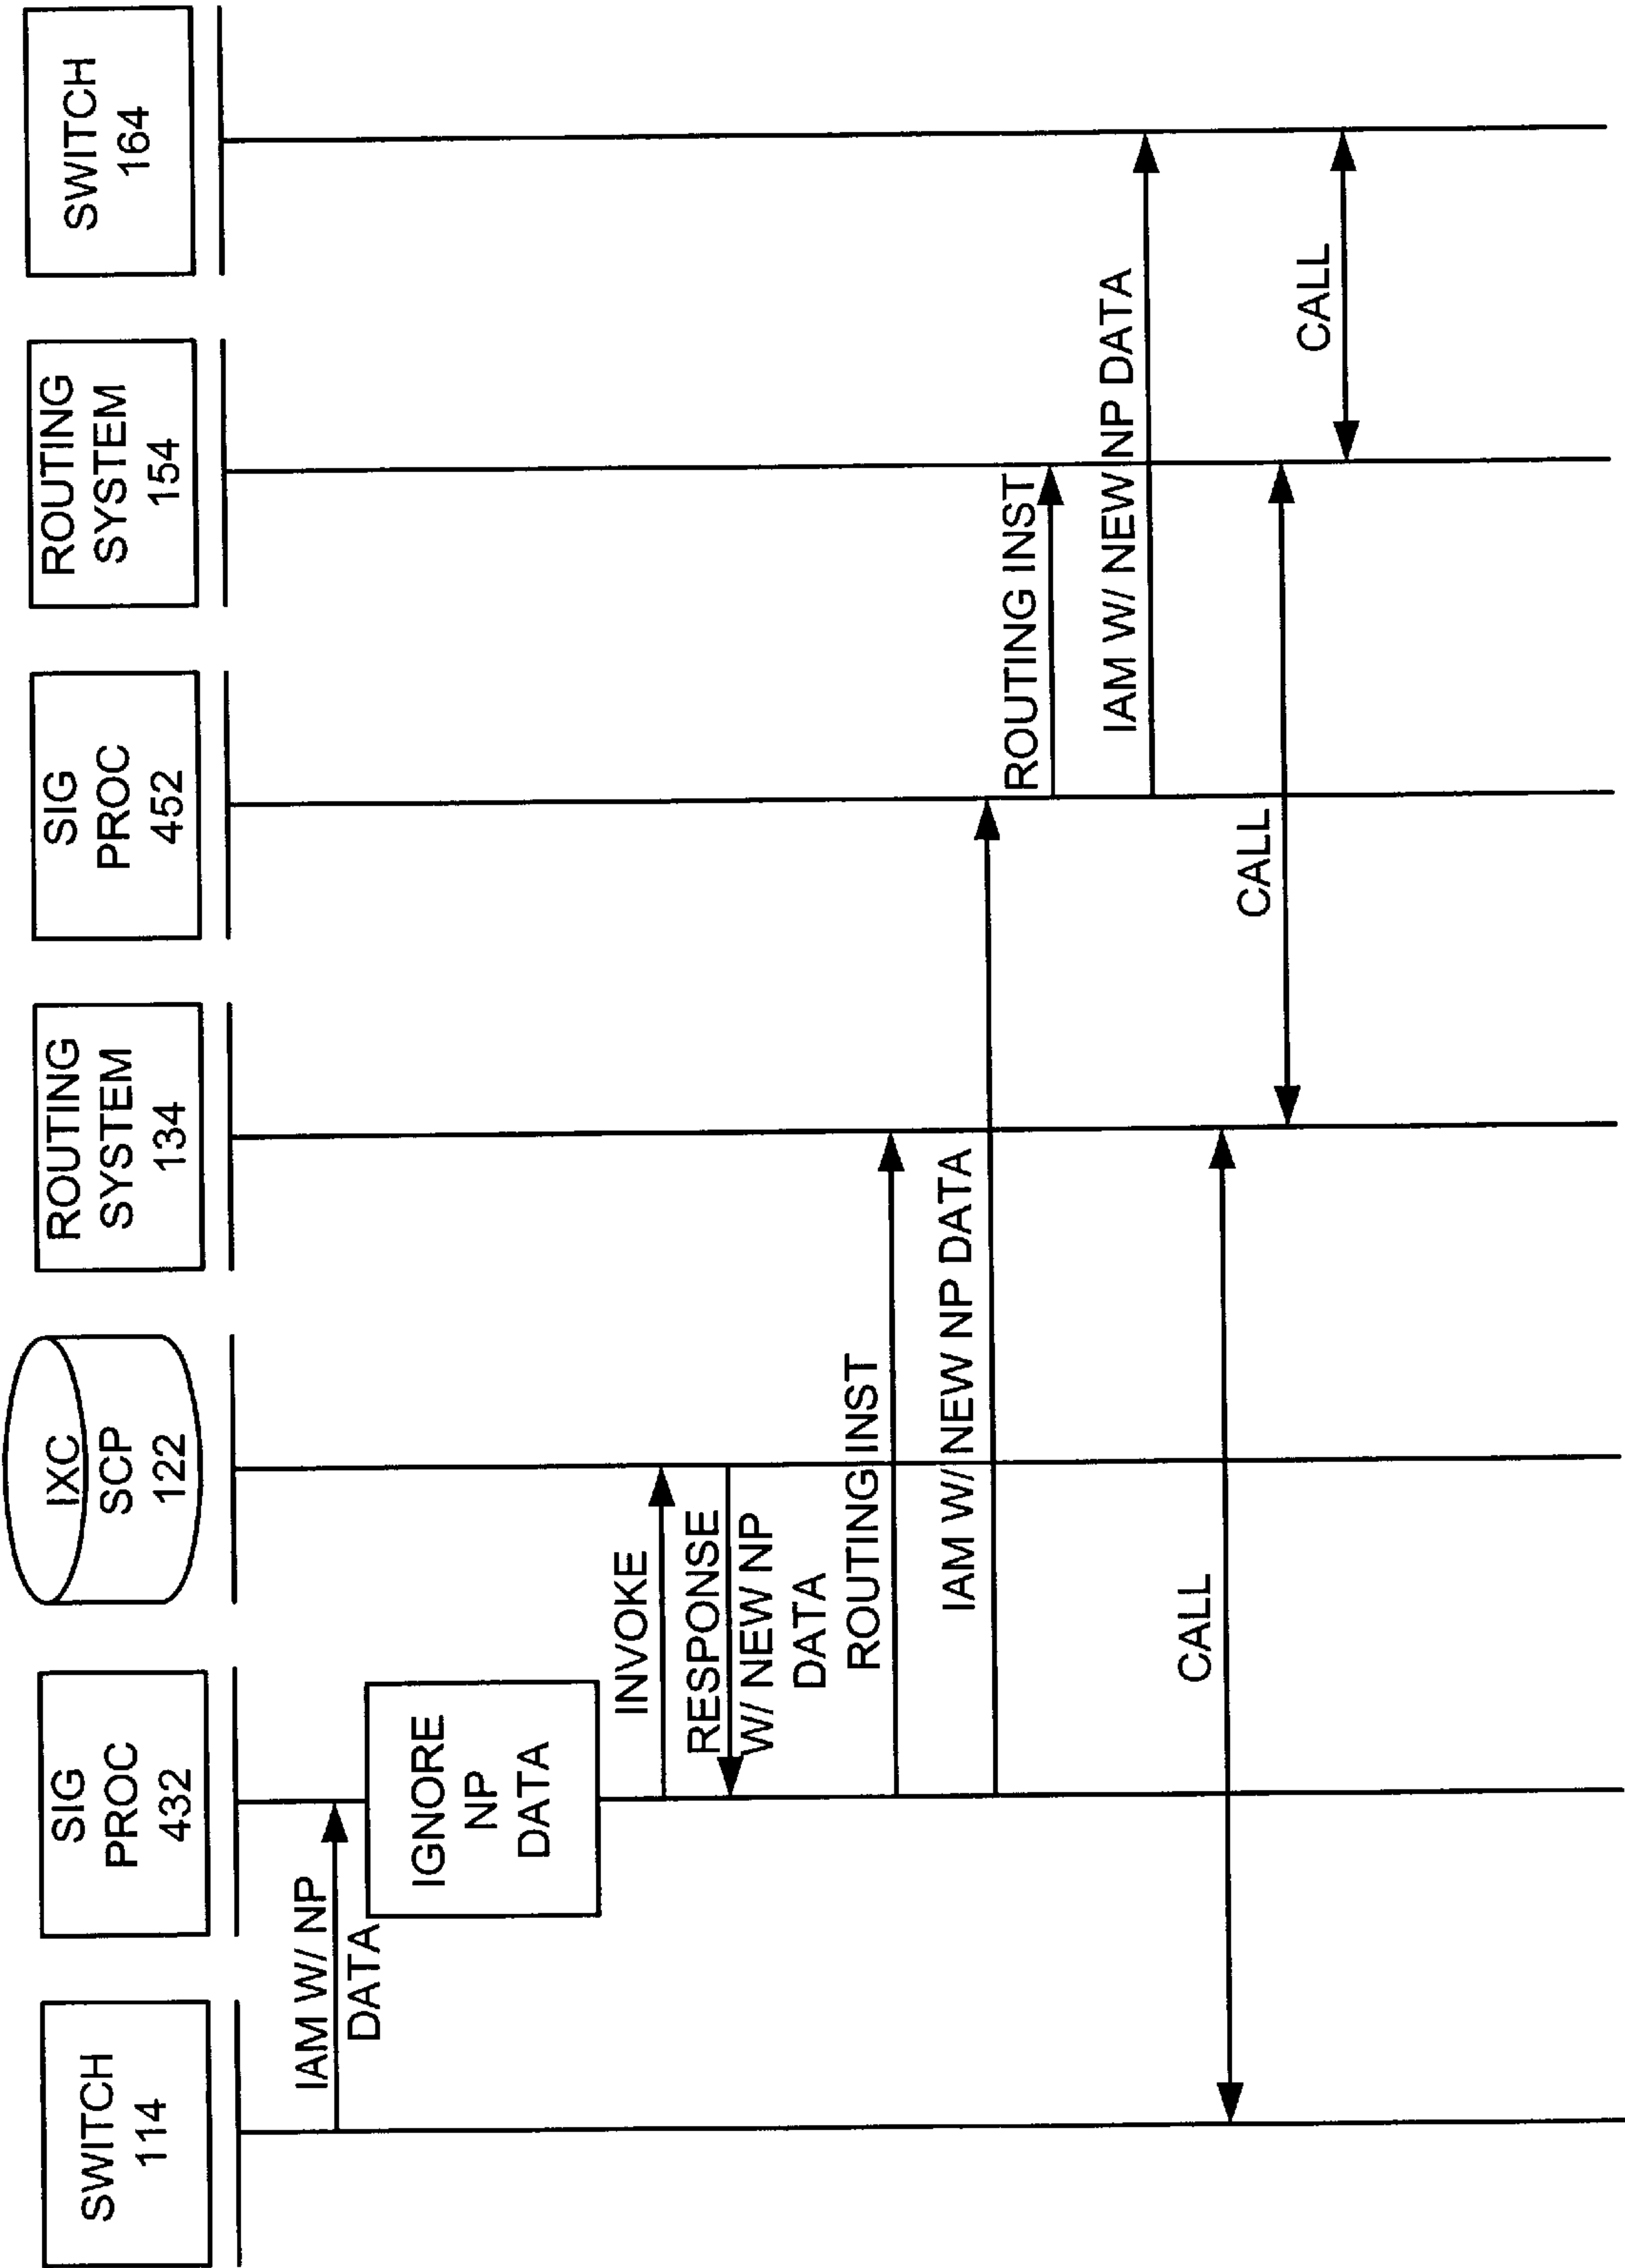 SWITCH
114
SIG
PROC
432
IXC
SCP
122
ROUTING
SYSTEM
134
SIG
PROC
452
ROUTING
SYSTEM
154
SWITCH
164
IAM W/ NP
DATA
IGNORE
NP
DATA
INVOKE
RESPONSE
W/ NEW NP
DATA
ROUTING INST
IAM W/ NEW NP DATA
ROUTING INST
IAM W/ NEW NP DATA
CALL
CALL
CALL